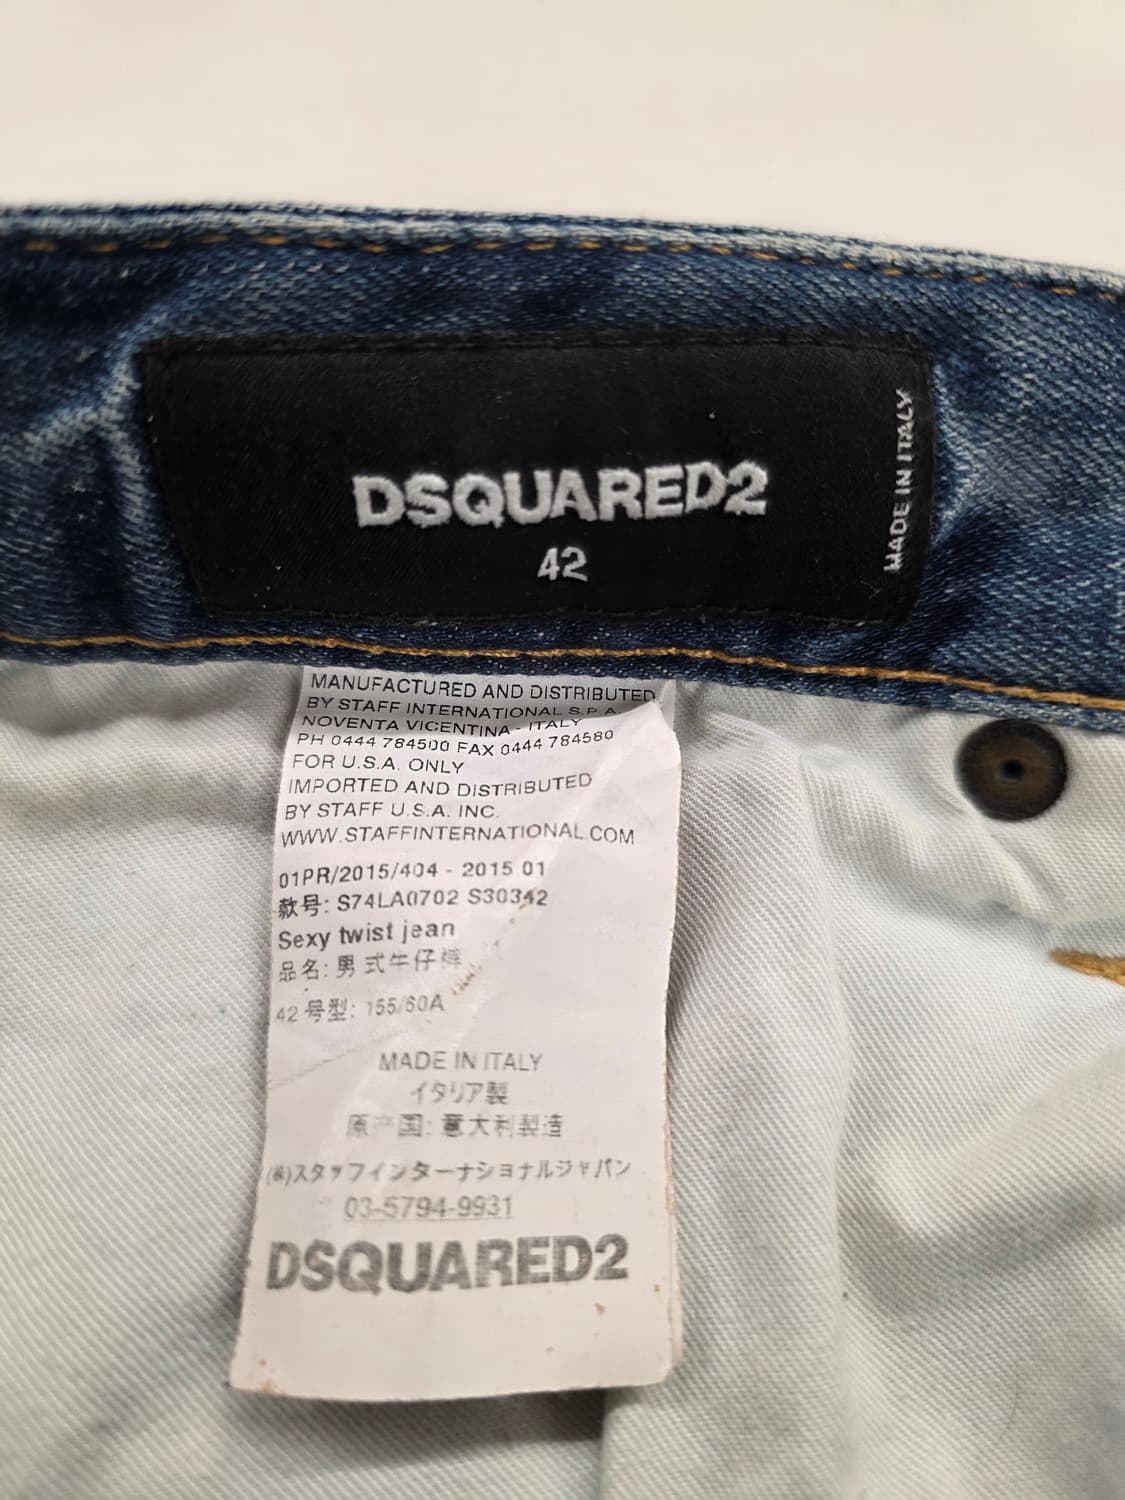 DSQUARED2
42
MADE IN ITALY
MANUFACTURED AND DISTRIBUTED
BY STAFF INTERNATIONAL S.P.A.
NOVENTA VICENTINA - ITALY
PH 0444 784500 FAX 0444 784580
FOR U.S.A. ONLY
IMPORTED AND DISTRIBUTED
BY STAFF U.S.A. INC.
WWW.STAFFINTERNATIONAL.COM
01PR/2015/404 - 2015 01
款号: S74LA0702 S30342
Sexy twist jean
品名: 男式牛仔裤
42 号型: 155/60A
MADE IN ITALY
イタリア製
原产国: 意大利製造
(株)スタッフインターナショナルジャパン
03-5794-9931
DSQUARED2